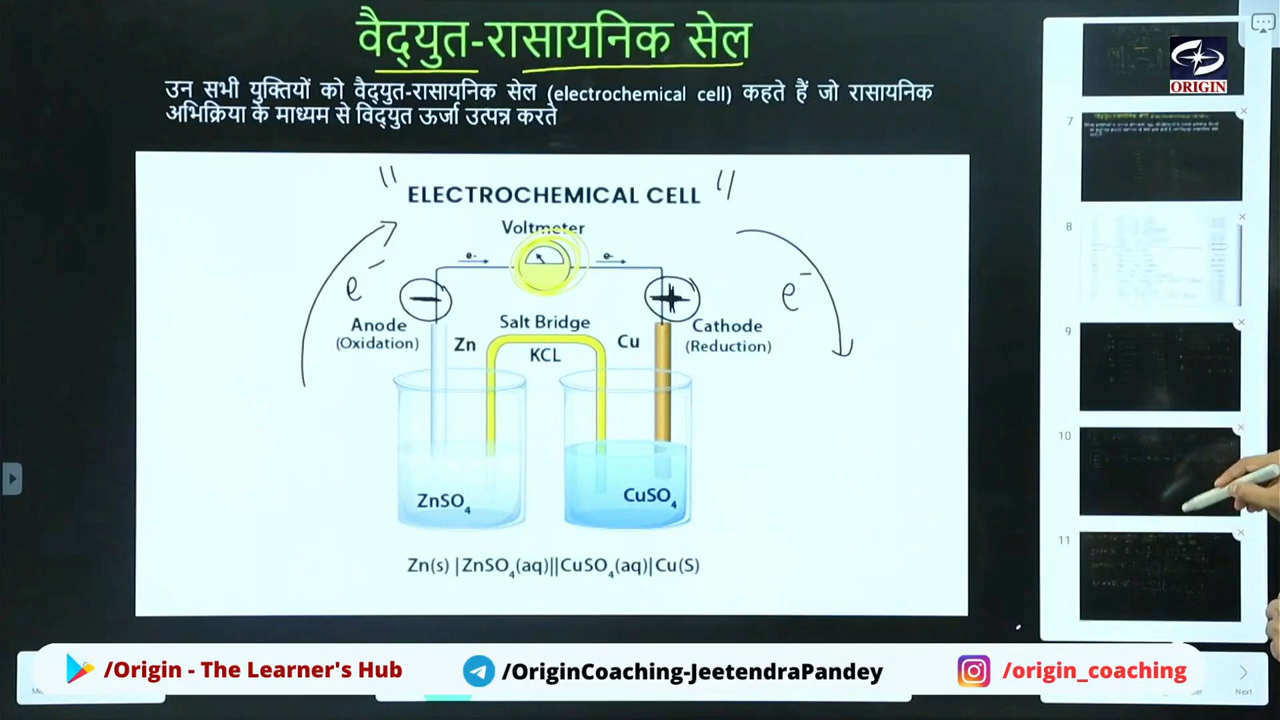 वैद्युत-रासायनिक सेल
उन सभी युक्तियों को वैद्युत-रासायनिक सेल (electrochemical cell) कहते हैं जो रासायनिक
अभिक्रिया के माध्यम से विद्युत ऊर्जा उत्पन्न करते
ORIGIN
" ELECTROCHEMICAL CELL "
Voltmeter
e- e-
e⁻ − + e⁻
Anode
(Oxidation)
Zn
Salt Bridge
KCL
Cu
Cathode
(Reduction)
ZnSO₄
CuSO₄
Zn(s) |ZnSO₄(aq)||CuSO₄(aq)|Cu(S)
7
8
9
10
11
/Origin - The Learner's Hub
/OriginCoaching-JeetendraPandey
/origin_coaching
Next